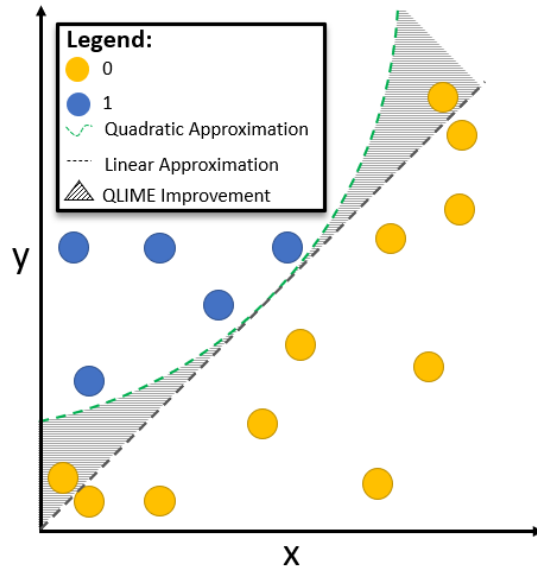 Legend:
0
1
Quadratic Approximation
Linear Approximation
QLIME Improvement
y
x